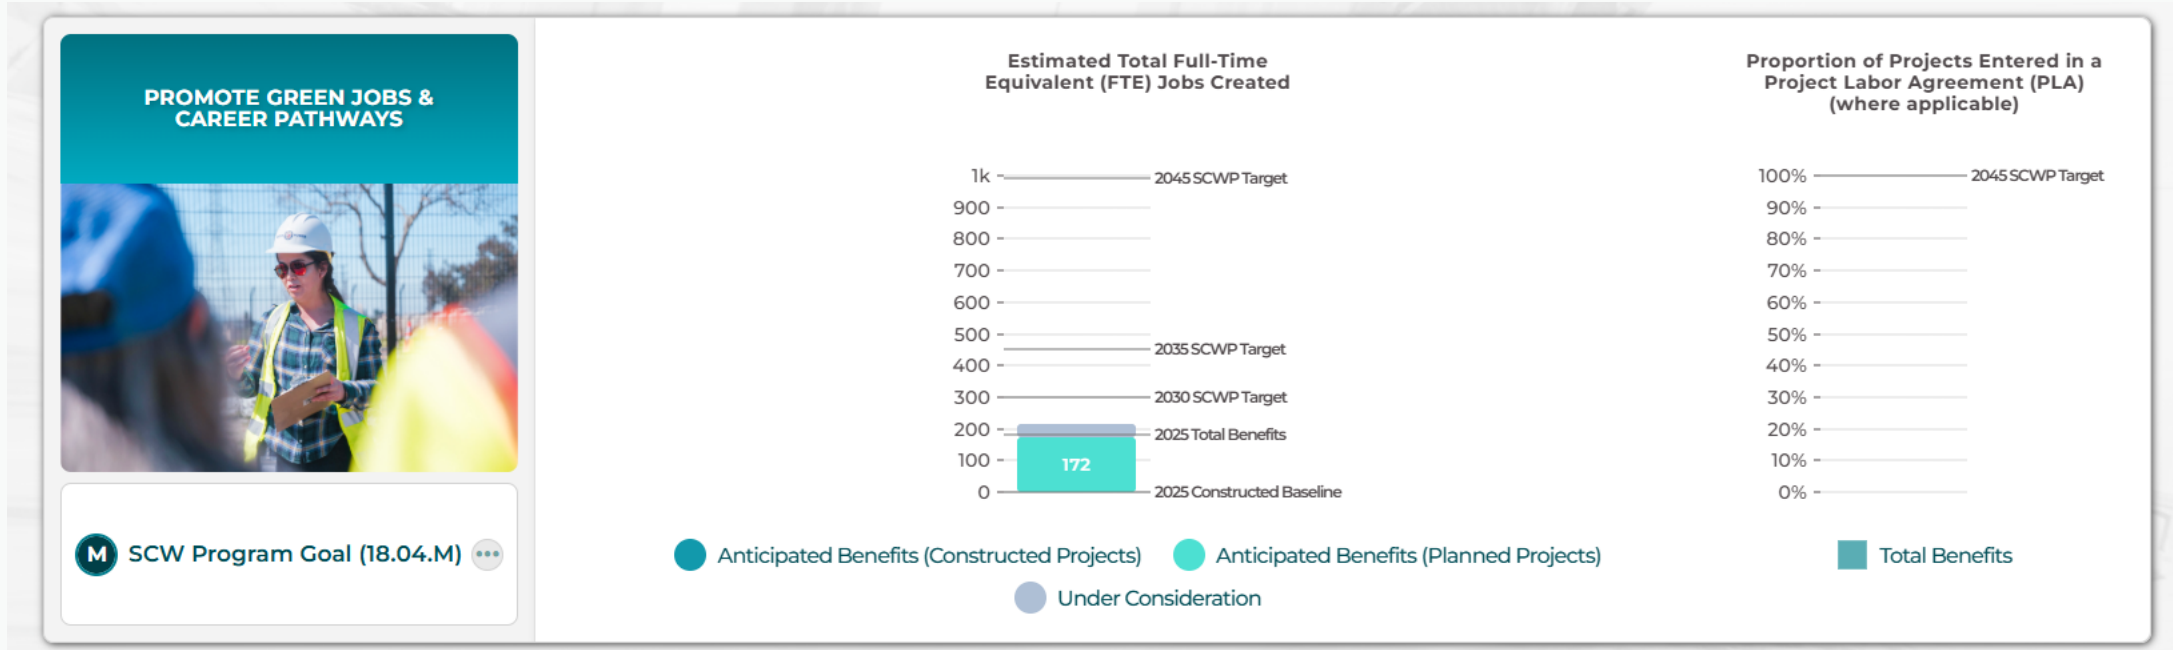 PROMOTE GREEN JOBS &
CAREER PATHWAYS
M SCW Program Goal (18.04.M)
Estimated Total Full-Time
Equivalent (FTE) Jobs Created
1k
2045 SCWP Target
900
800
700
600
500
2035 SCWP Target
400
300
2030 SCWP Target
200
2025 Total Benefits
100
172
0
2025 Constructed Baseline
Anticipated Benefits (Constructed Projects)
Anticipated Benefits (Planned Projects)
Under Consideration
Proportion of Projects Entered in a
Project Labor Agreement (PLA)
(where applicable)
100%
2045 SCWP Target
90%
80%
70%
60%
50%
40%
30%
20%
10%
0%
Total Benefits